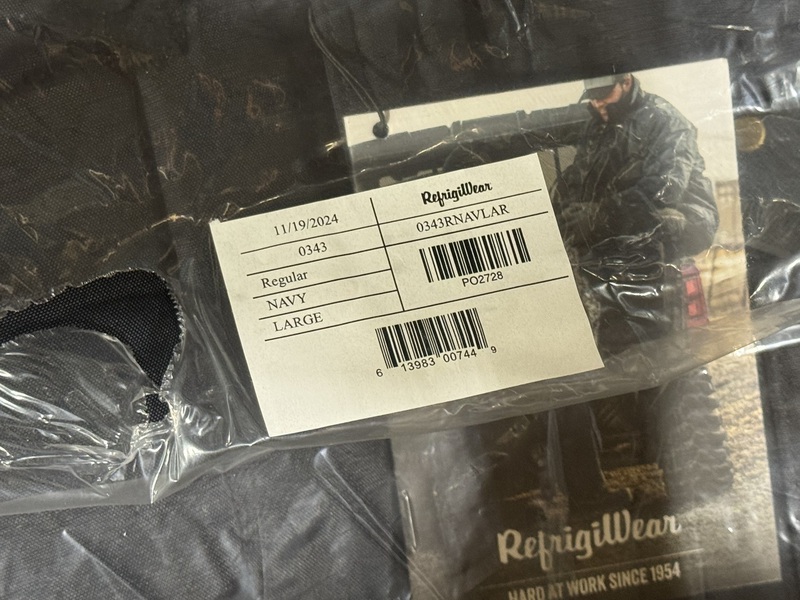 11/19/2024
0343
Regular
NAVY
LARGE
RefrigiWear
0343RNAVLAR
PO2728
6 13983 00744 9
RefrigiWear
HARD AT WORK SINCE 1954